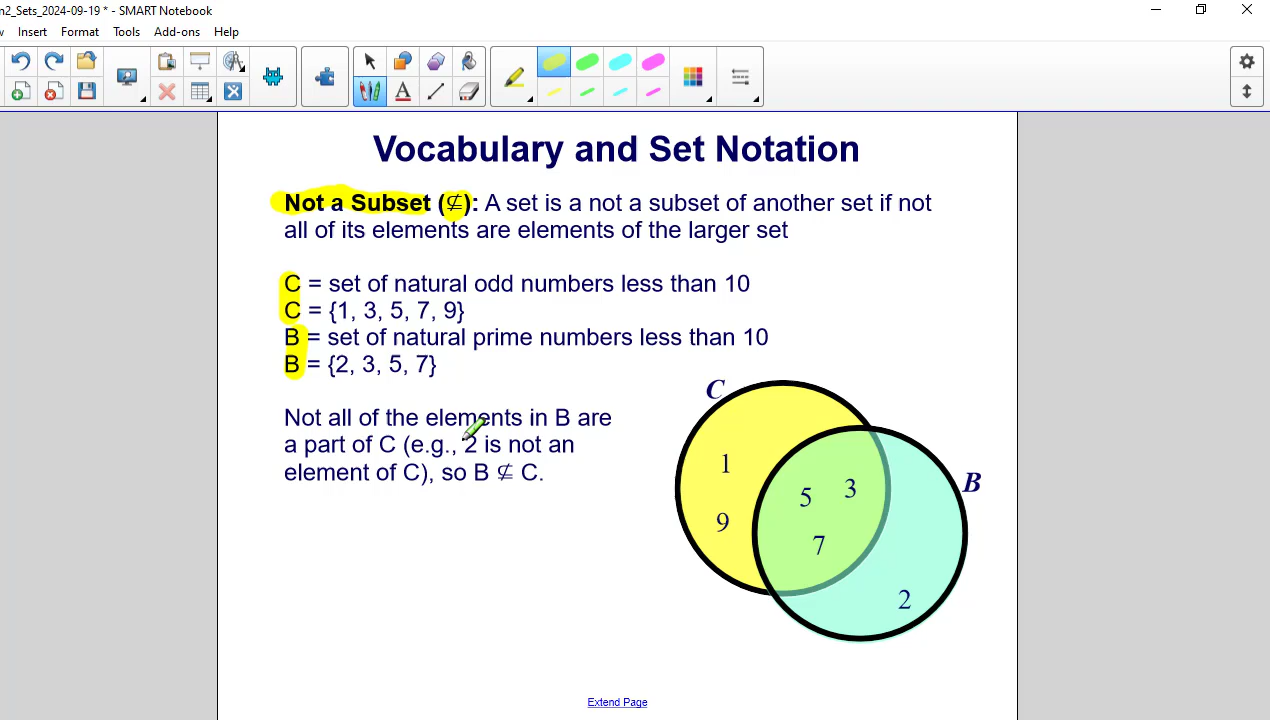 n2_Sets_2024-09-19 * - SMART Notebook
Insert Format Tools Add-ons Help
Vocabulary and Set Notation
Not a Subset (⊈): A set is a not a subset of another set if not
all of its elements are elements of the larger set
C = set of natural odd numbers less than 10
C = {1, 3, 5, 7, 9}
B = set of natural prime numbers less than 10
B = {2, 3, 5, 7}
Not all of the elements in B are
a part of C (e.g., 2 is not an
element of C), so B ⊈ C.
C
B
1
5 3
9
7
2
Extend Page